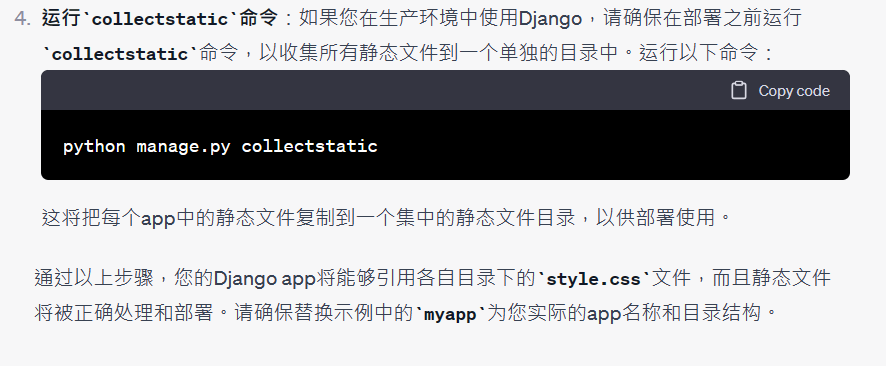 4. 运行`collectstatic`命令：如果您在生产环境中使用Django，请确保在部署之前运行
`collectstatic`命令，以收集所有静态文件到一个单独的目录中。运行以下命令：
Copy code
python manage.py collectstatic
这将把每个app中的静态文件复制到一个集中的静态文件目录，以供部署使用。
通过以上步骤，您的Django app将能够引用各自目录下的`style.css`文件，而且静态文件
将被正确处理和部署。请确保替换示例中的`myapp`为您实际的app名称和目录结构。